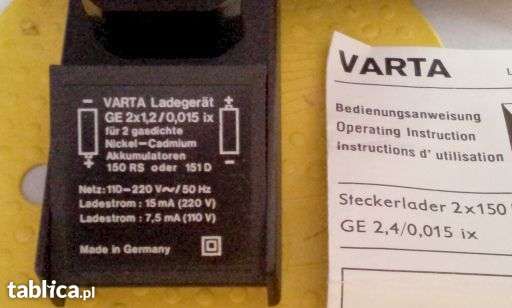 VARTA Ladegerät
GE 2x1,2/0,015 ix
für 2 gasdichte
Nickel-Cadmium
Akkumulatoren
150 RS oder 151 D
Netz: 110-220 V~/50 Hz
Ladestrom: 15 mA (220 V)
Ladestrom: 7,5 mA (110 V)
Made in Germany
VARTA
L
Bedienungsanweisung
Operating Instruction
Instructions d' utilisation
Steckerlader 2x150
GE 2,4/0,015 ix
tablica.pl